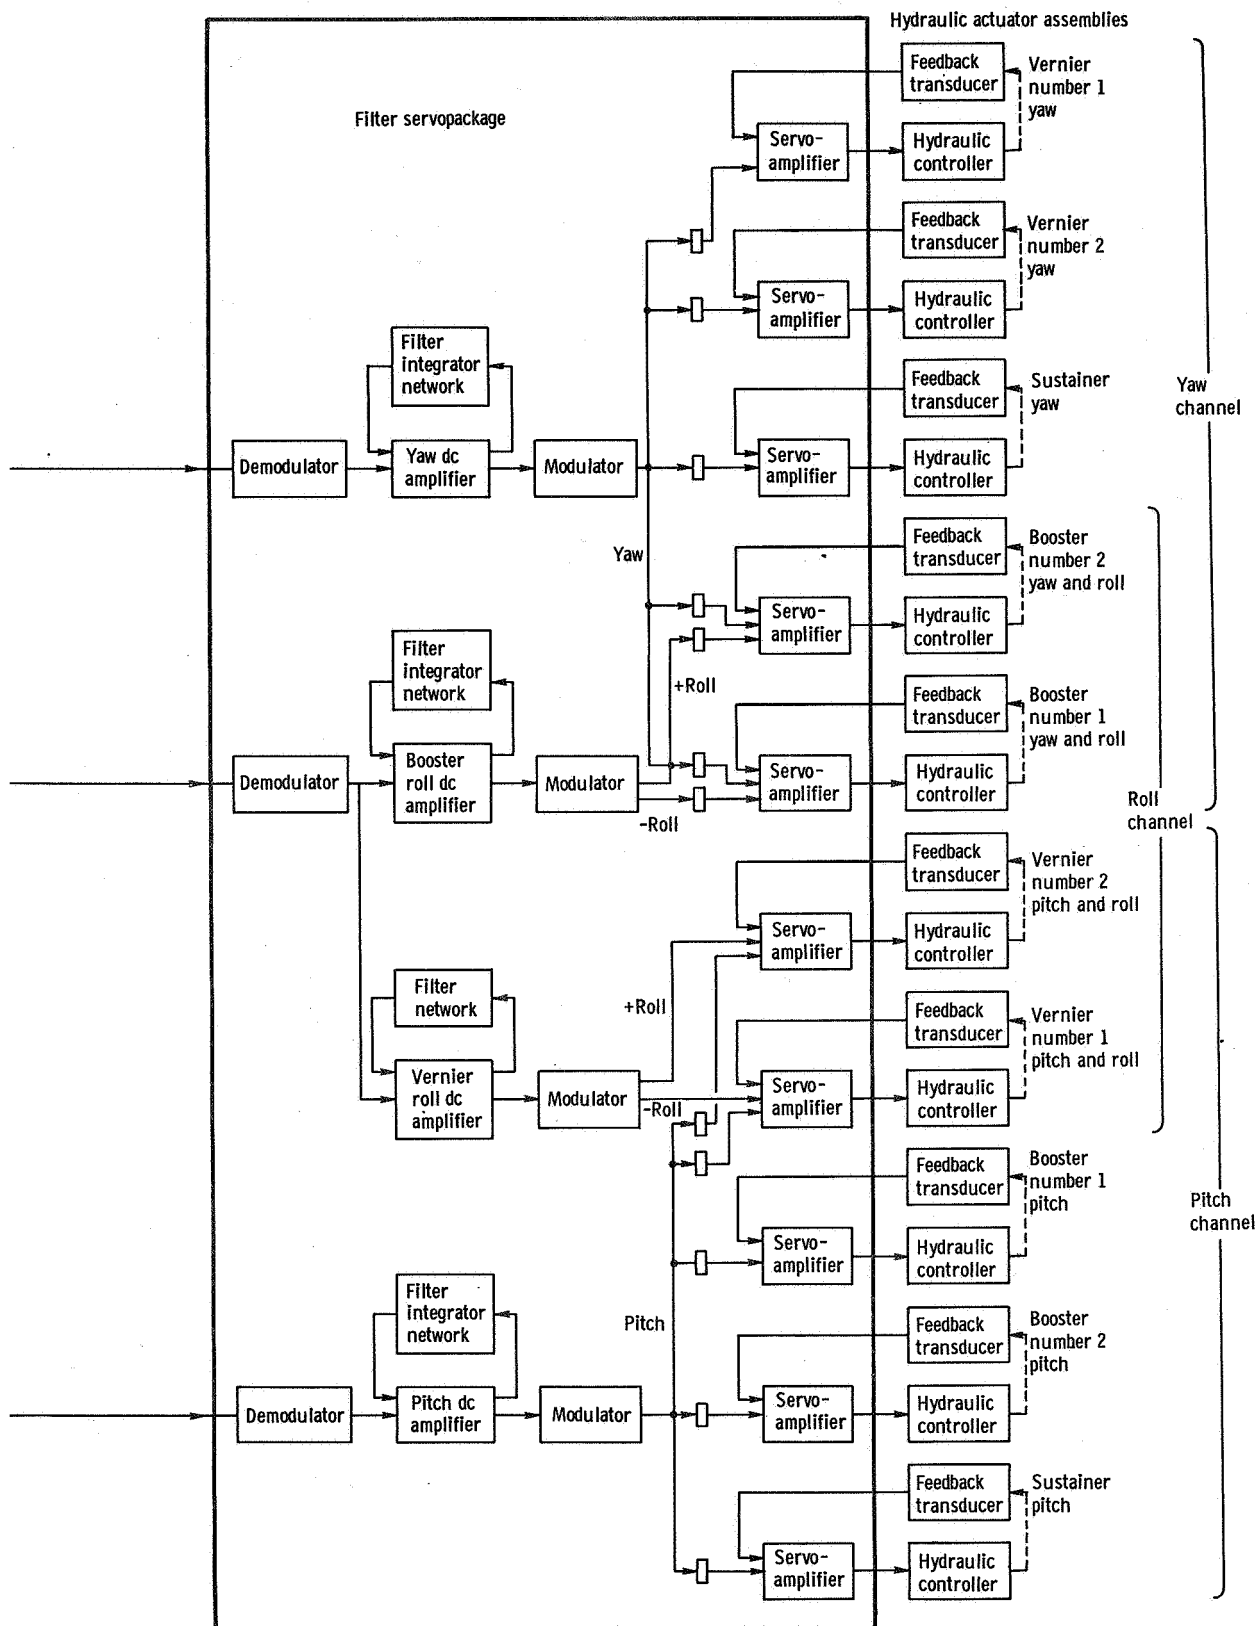 Hydraulic actuator assemblies
Filter servopackage
Feedback
transducer
Vernier
number 1
yaw
Servo-
amplifier
Hydraulic
controller
Feedback
transducer
Vernier
number 2
yaw
Servo-
amplifier
Hydraulic
controller
Filter
integrator
network
Feedback
transducer
Sustainer
yaw
Yaw
channel
Demodulator
Yaw dc
amplifier
Modulator
Servo-
amplifier
Hydraulic
controller
Yaw
Feedback
transducer
Booster
number 2
yaw and roll
Servo-
amplifier
Hydraulic
controller
Filter
integrator
network
+Roll
Feedback
transducer
Booster
number 1
yaw and roll
Demodulator
Booster
roll dc
amplifier
Modulator
-Roll
Servo-
amplifier
Hydraulic
controller
Roll
channel
Feedback
transducer
Vernier
number 2
pitch and roll
Servo-
amplifier
Hydraulic
controller
Filter
network
+Roll
Feedback
transducer
Vernier
number 1
pitch and roll
Vernier
roll dc
amplifier
Modulator
-Roll
Servo-
amplifier
Hydraulic
controller
Feedback
transducer
Booster
number 1
pitch
Pitch
channel
Servo-
amplifier
Hydraulic
controller
Filter
integrator
network
Pitch
Feedback
transducer
Booster
number 2
pitch
Demodulator
Pitch dc
amplifier
Modulator
Servo-
amplifier
Hydraulic
controller
Feedback
transducer
Sustainer
pitch
Servo-
amplifier
Hydraulic
controller